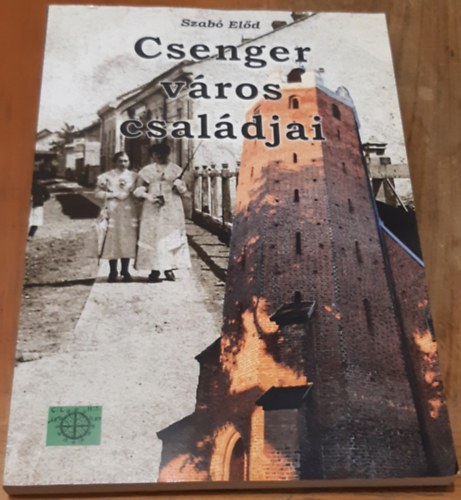 Szabó Előd
Csenger
város
családjai